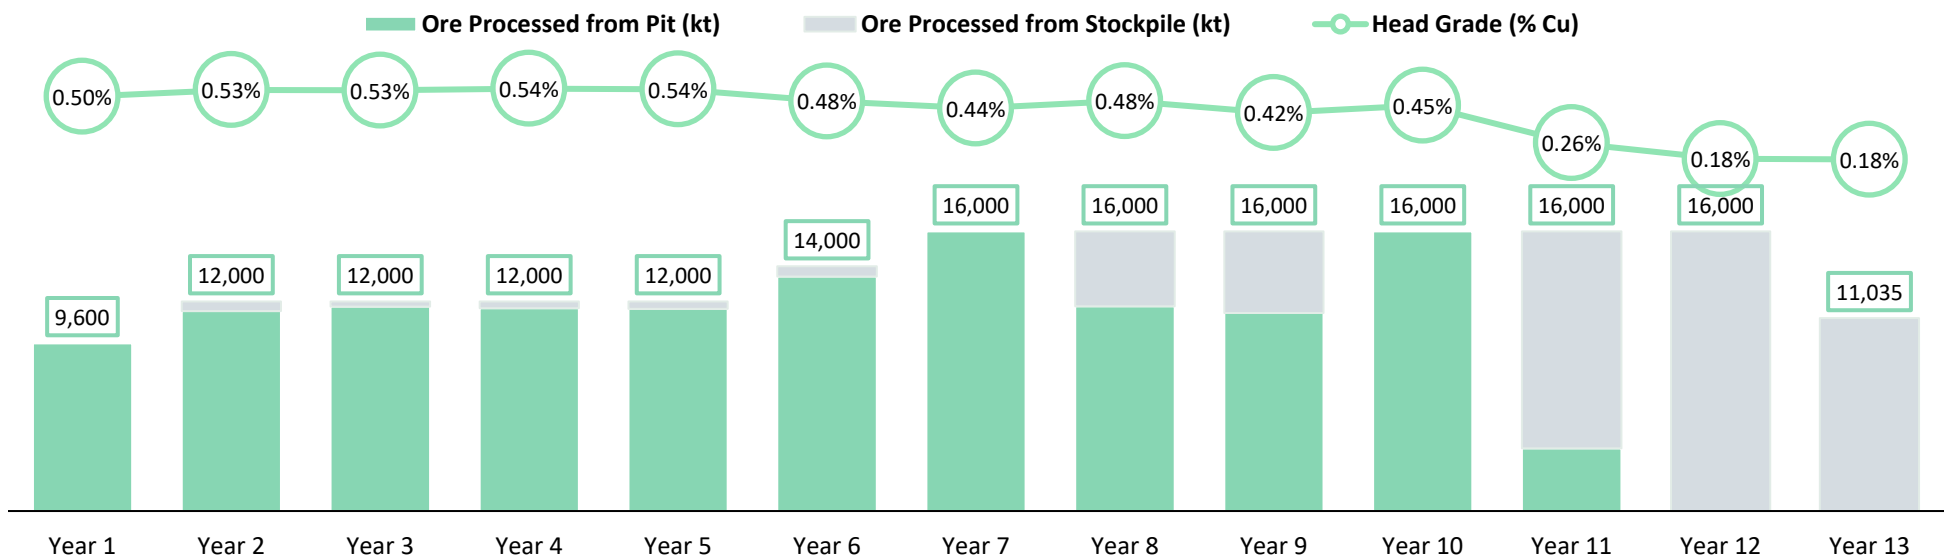 Ore Processed from Pit (kt) Ore Processed from Stockpile (kt) Head Grade (% Cu)
0.50% 0.53% 0.53% 0.54% 0.54% 0.48% 0.44% 0.48% 0.42% 0.45% 0.26% 0.18% 0.18%
9,600 12,000 12,000 12,000 12,000 14,000 16,000 16,000 16,000 16,000 16,000 16,000 11,035
Year 1 Year 2 Year 3 Year 4 Year 5 Year 6 Year 7 Year 8 Year 9 Year 10 Year 11 Year 12 Year 13